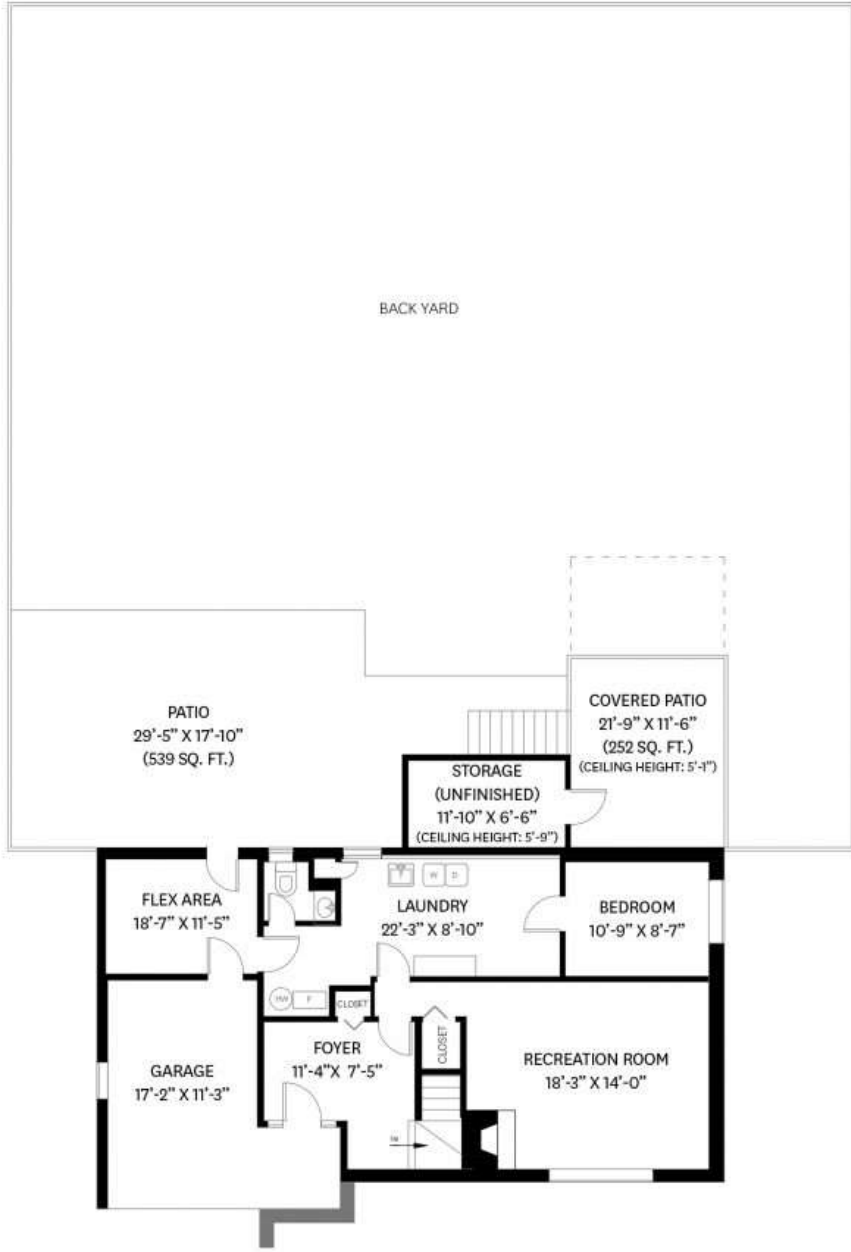 BACK YARD
PATIO
29'-5" X 17'-10"
(539 SQ. FT.)
COVERED PATIO
21'-9" X 11'-6"
(252 SQ. FT.)
(CEILING HEIGHT: 5'-1")
STORAGE
(UNFINISHED)
11'-10" X 6'-6"
(CEILING HEIGHT: 5'-9")
FLEX AREA
18'-7" X 11'-5"
W D
LAUNDRY
22'-3" X 8'-10"
BEDROOM
10'-9" X 8'-7"
HW F
CLOSET
FOYER
11'-4"X 7'-5"
CLOSET
GARAGE
17'-2" X 11'-3"
RECREATION ROOM
18'-3" X 14'-0"